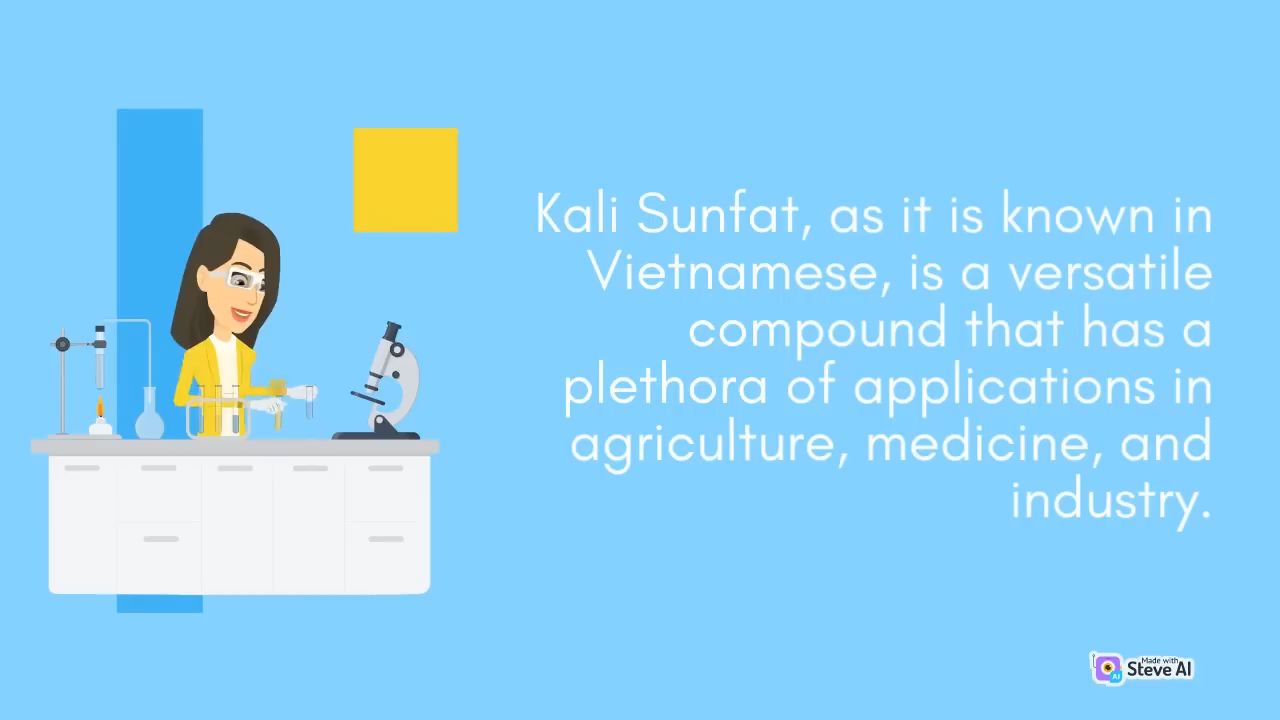 Kali Sunfat, as it is known in
Vietnamese, is a versatile
compound that has a
plethora of applications in
agriculture, medicine, and
industry.
Made with
AI
Steve AI